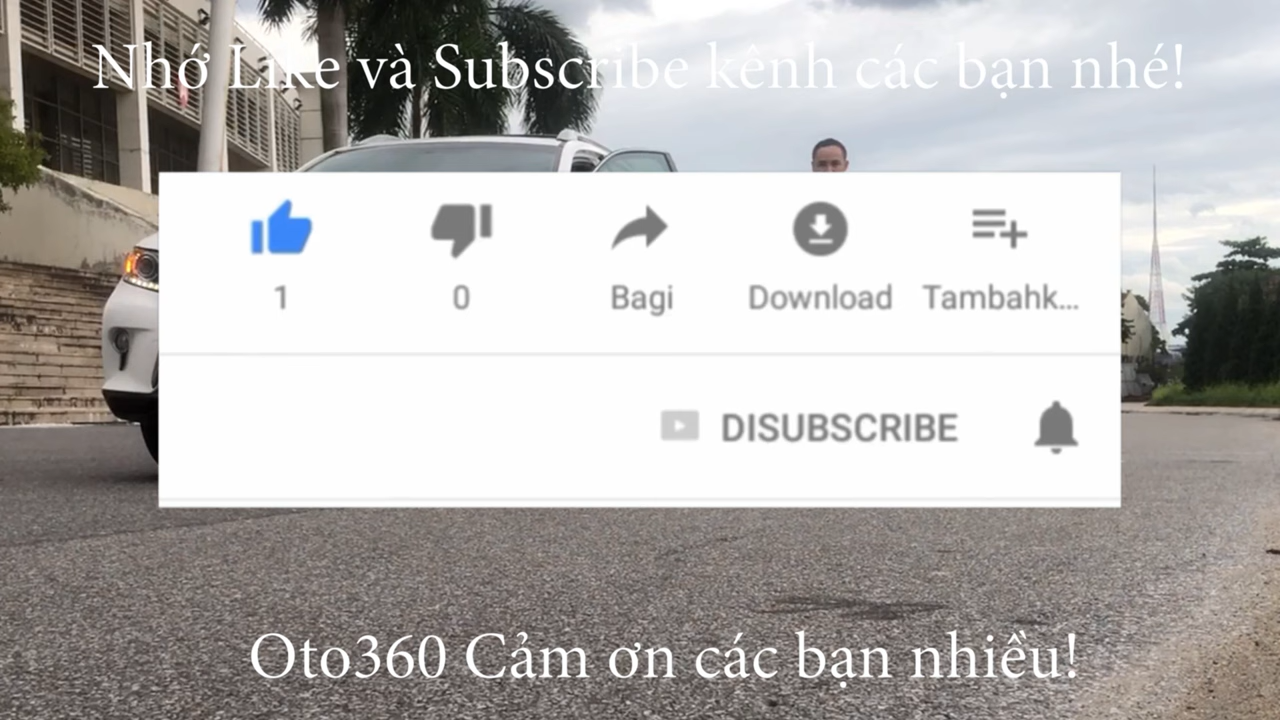 Nhớ Like và Subscribe kênh các bạn nhé!
1 0 Bagi Download Tambahk...
DISUBSCRIBE
Oto360 Cảm ơn các bạn nhiều!